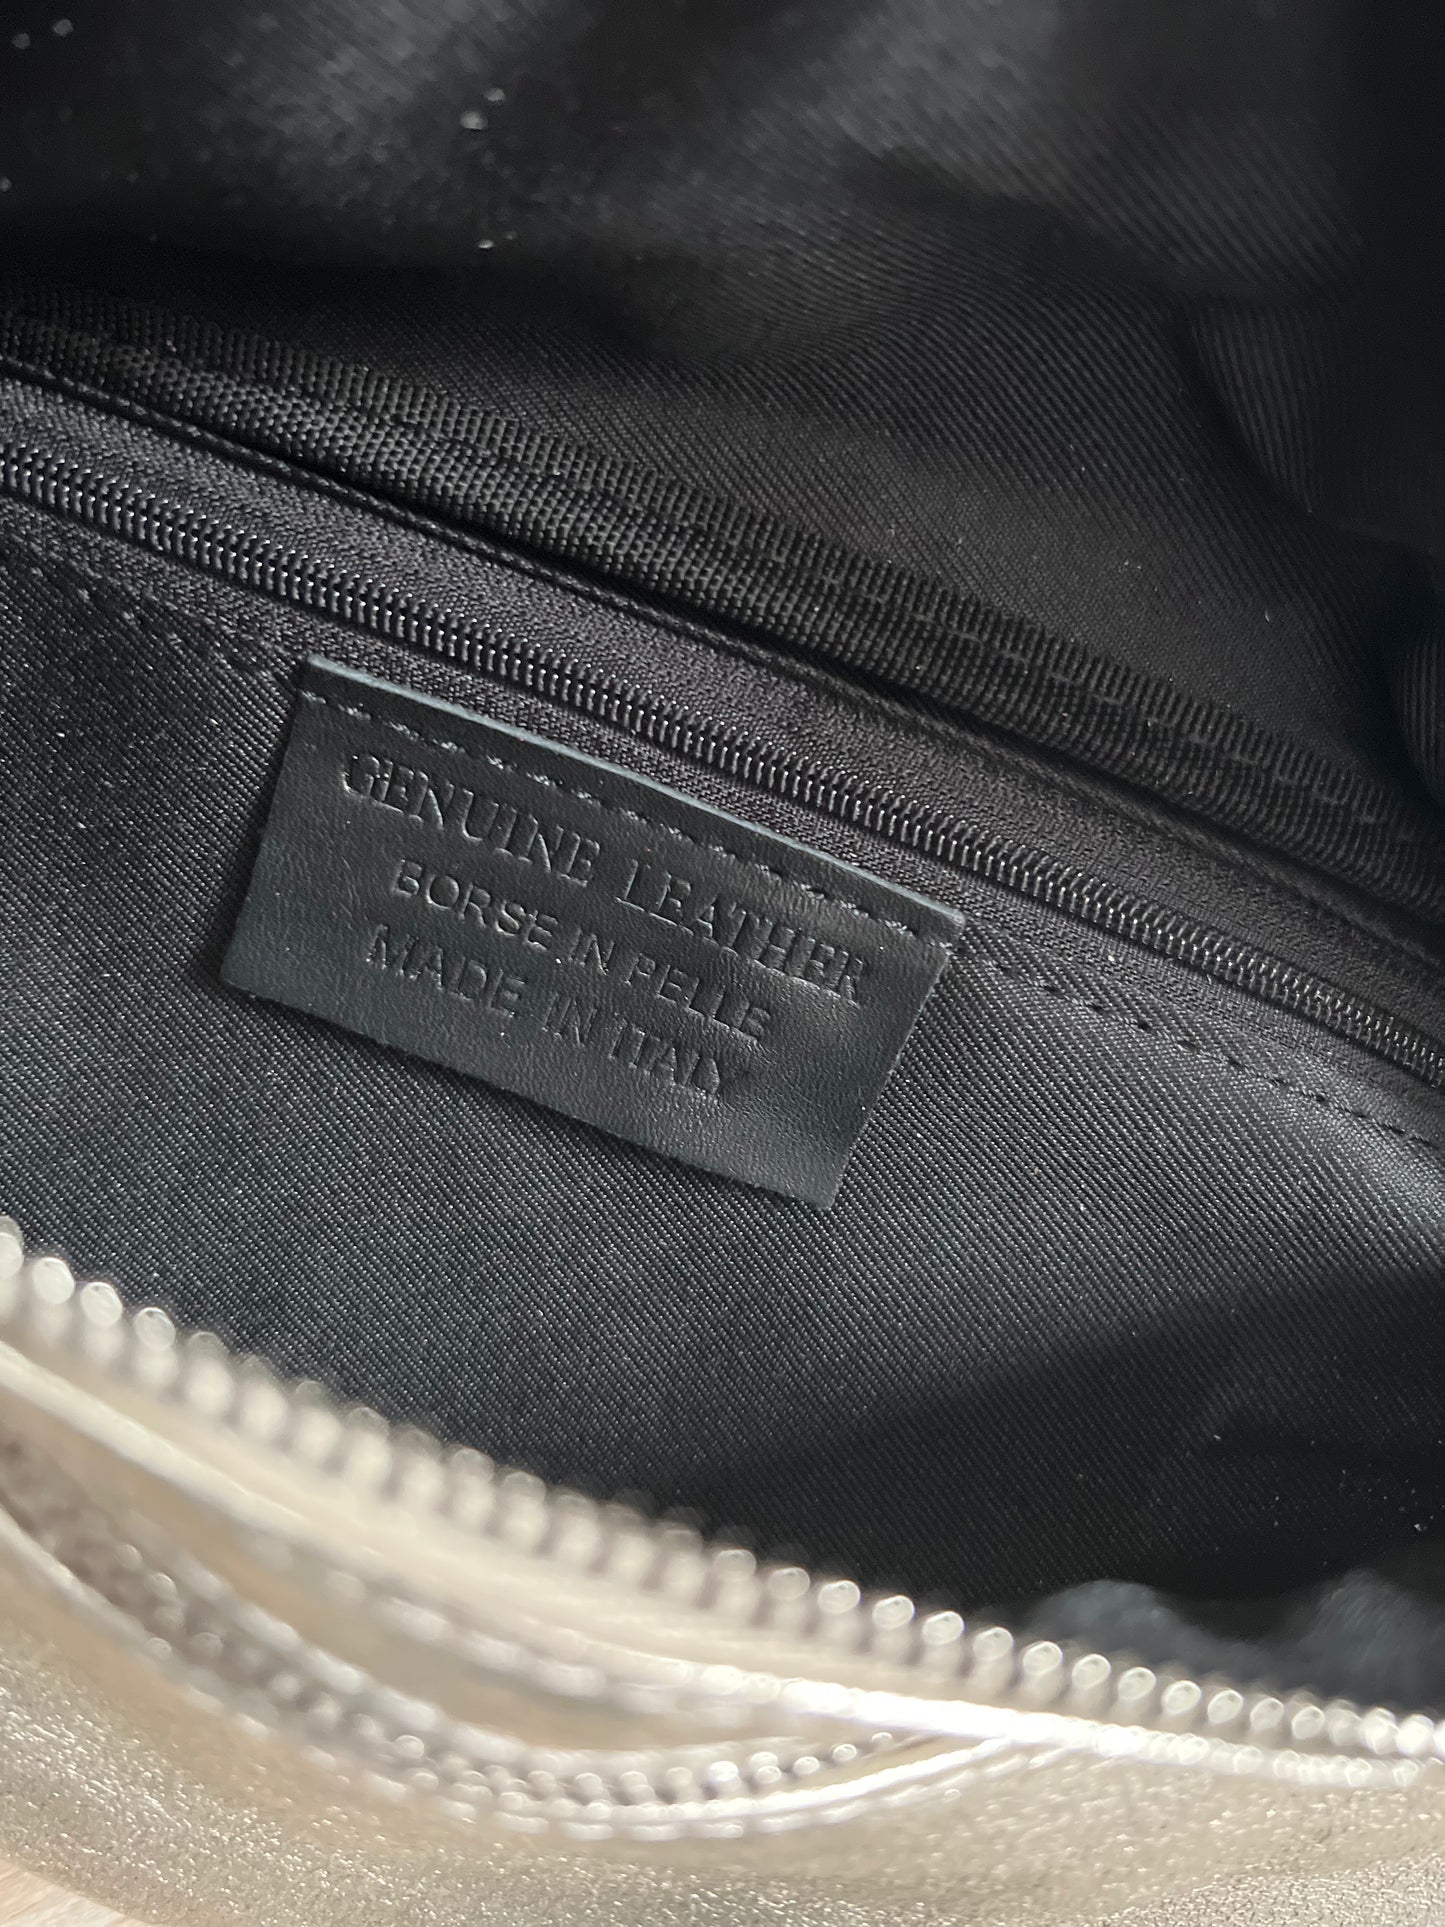 GENUINE LEATHER
BORSE IN PELLE
MADE IN ITALY